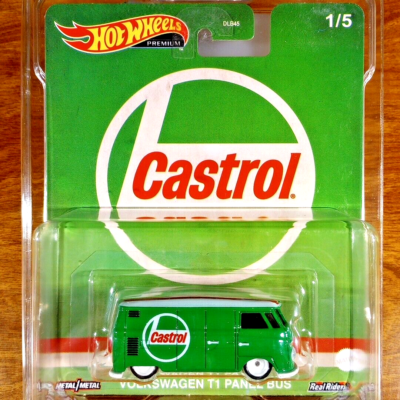 HOT WHEELS
PREMIUM
DLB45
1/5
Castrol
Castrol
METAL/METAL
VOLKSWAGEN T1 PANEL BUS
Real Riders